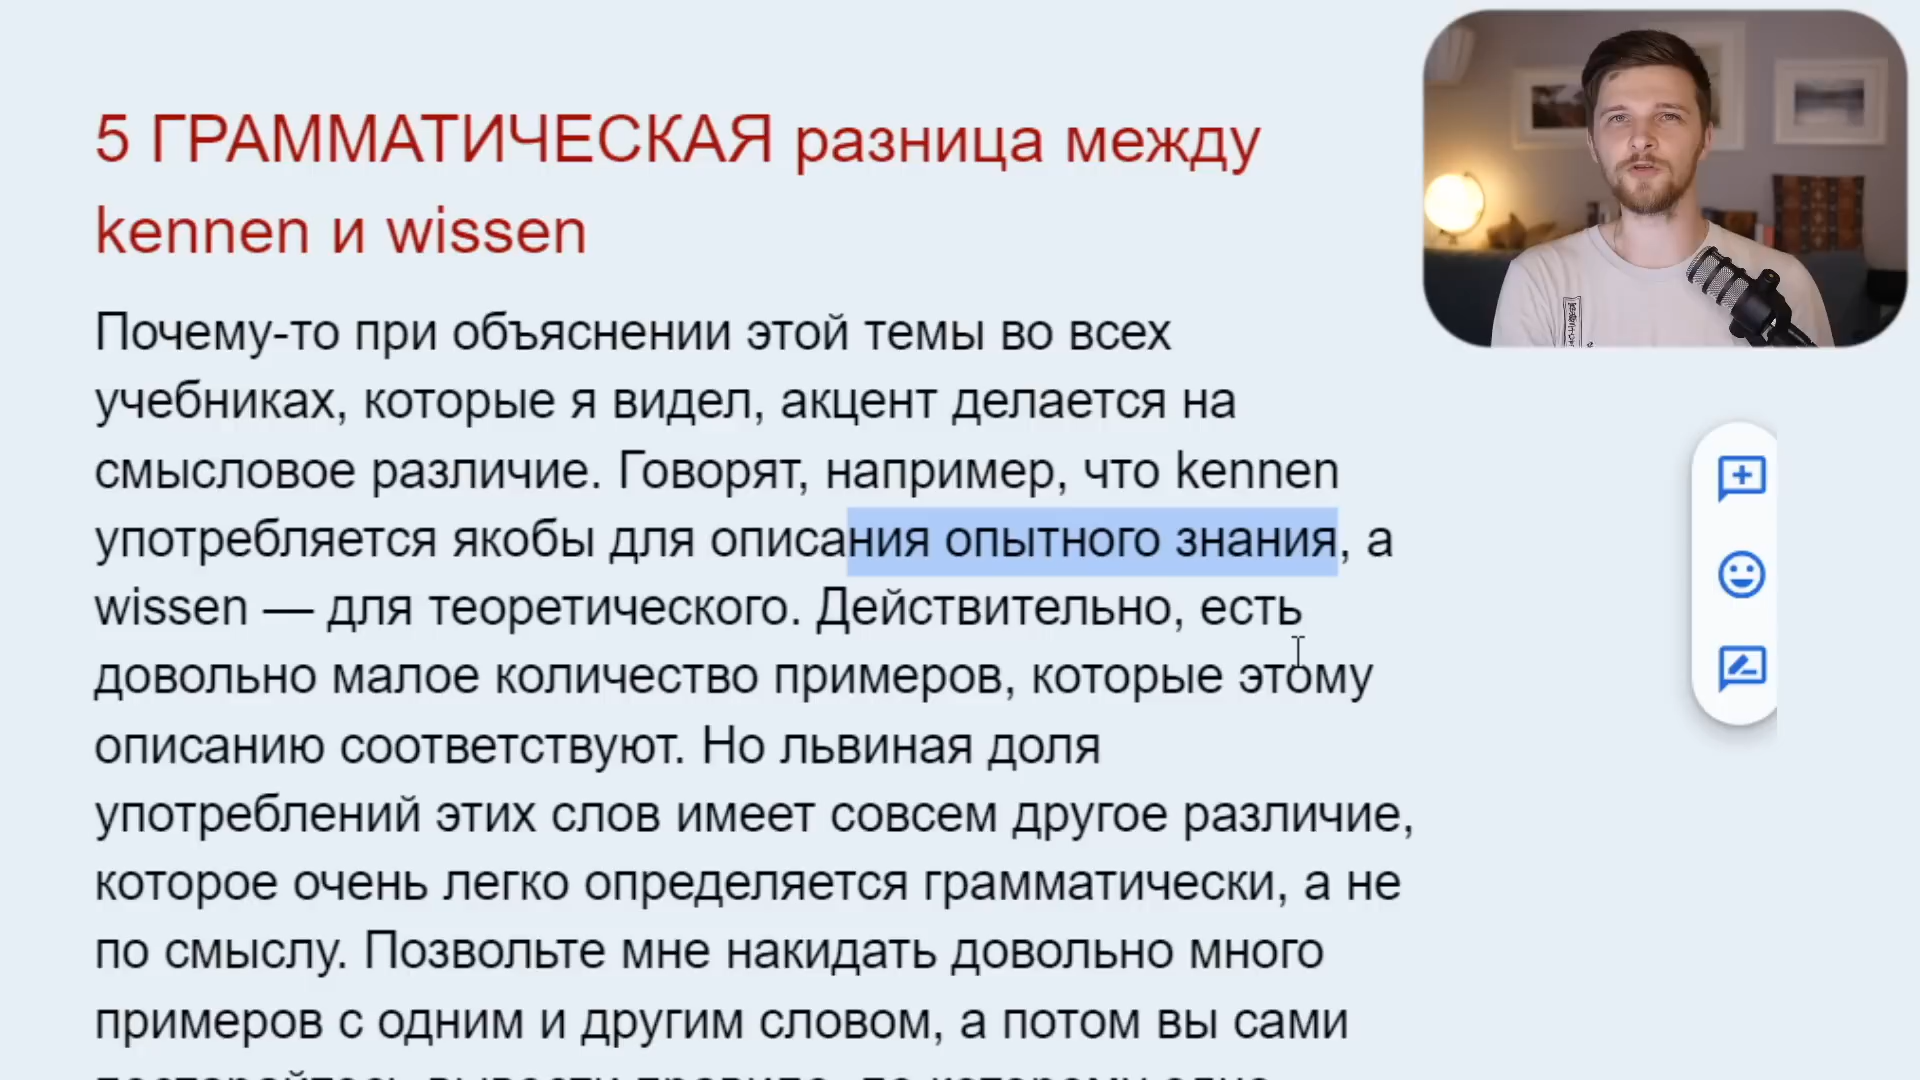 5 ГРАММАТИЧЕСКАЯ разница между
kennen и wissen
Почему-то при объяснении этой темы во всех
учебниках, которые я видел, акцент делается на
смысловое различие. Говорят, например, что kennen
употребляется якобы для описания опытного знания, а
wissen — для теоретического. Действительно, есть
довольно малое количество примеров, которые этому
описанию соответствуют. Но львиная доля
употреблений этих слов имеет совсем другое различие,
которое очень легко определяется грамматически, а не
по смыслу. Позвольте мне накидать довольно много
примеров с одним и другим словом, а потом вы сами